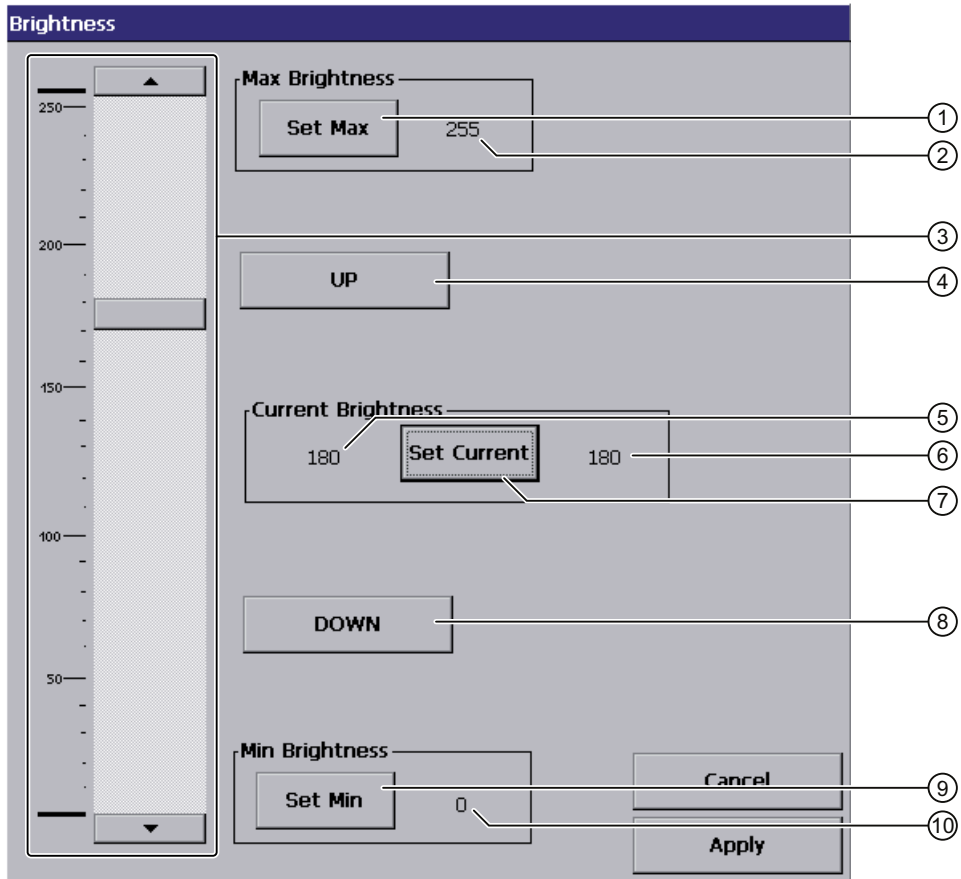 Brightness
250
200
150
100
50
Max Brightness
Set Max
255
UP
Current Brightness
180
Set Current
180
DOWN
Min Brightness
Set Min
0
Cancel
Apply
1
2
3
4
5
6
7
8
9
10